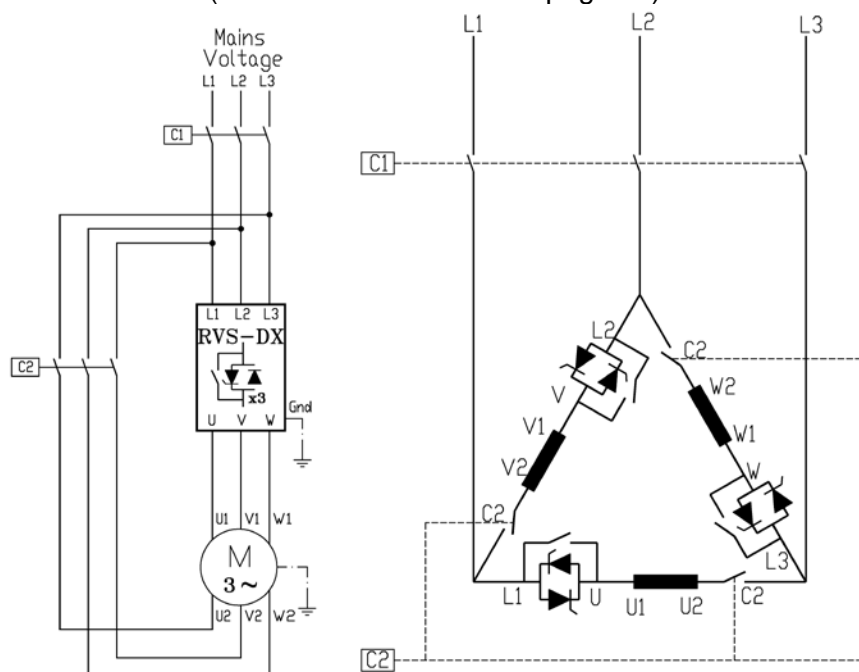 Mains
Voltage
L1 L2 L3
C1
L1 L2 L3
RVS-DX
x3
U V W
Gnd
C2
U1 V1 W1
M
3~
U2 V2 W2
L1 L2 L3
C1
L2
C2
V
W2
V1
W1
V2
W
C2
L3
L1 U U1 U2 C2
C2